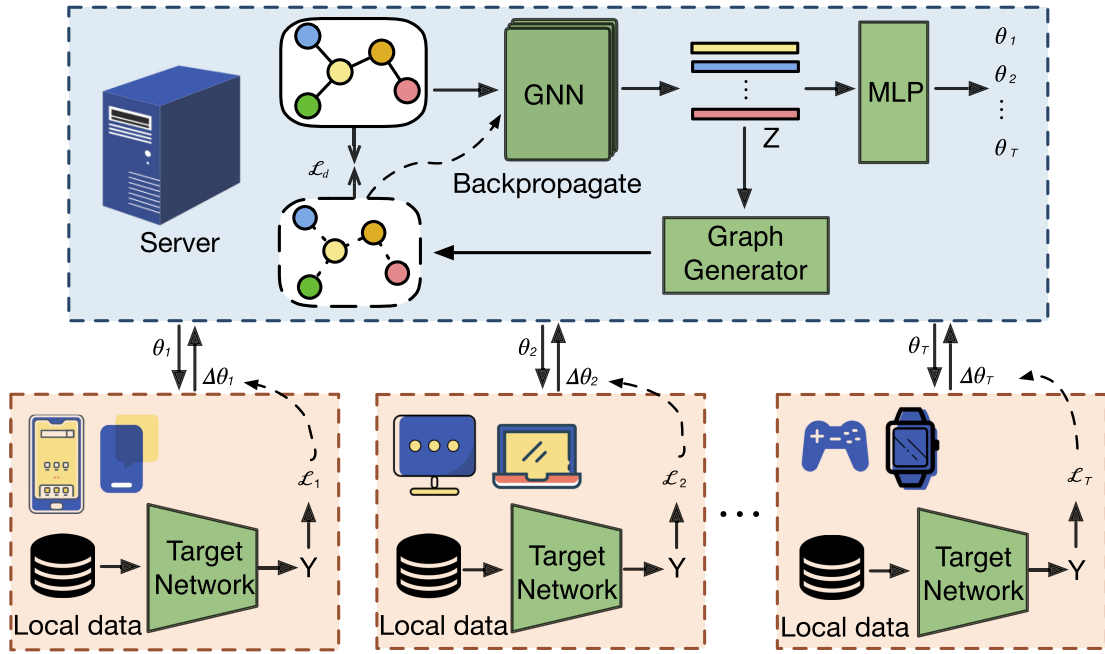 GNN
MLP
θ1
θ2
⋮
θT
Z
ℒd
Backpropagate
Server
Graph
Generator
θ1
Δθ1
θ2
Δθ2
θT
ΔθT
ℒ1
ℒ2
ℒT
...
Target
Network
Y
Local data
Target
Network
Y
Local data
Target
Network
Y
Local data